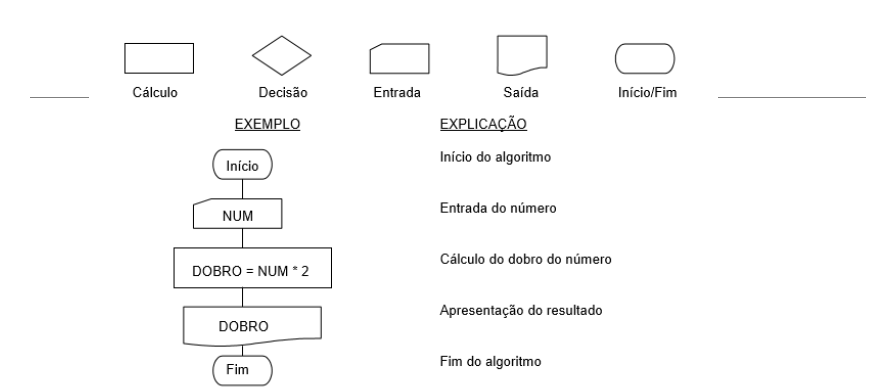 Cálculo Decisão Entrada Saída Início/Fim
EXEMPLO EXPLICAÇÃO
Início Início do algoritmo
NUM Entrada do número
DOBRO = NUM * 2 Cálculo do dobro do número
DOBRO Apresentação do resultado
Fim Fim do algoritmo